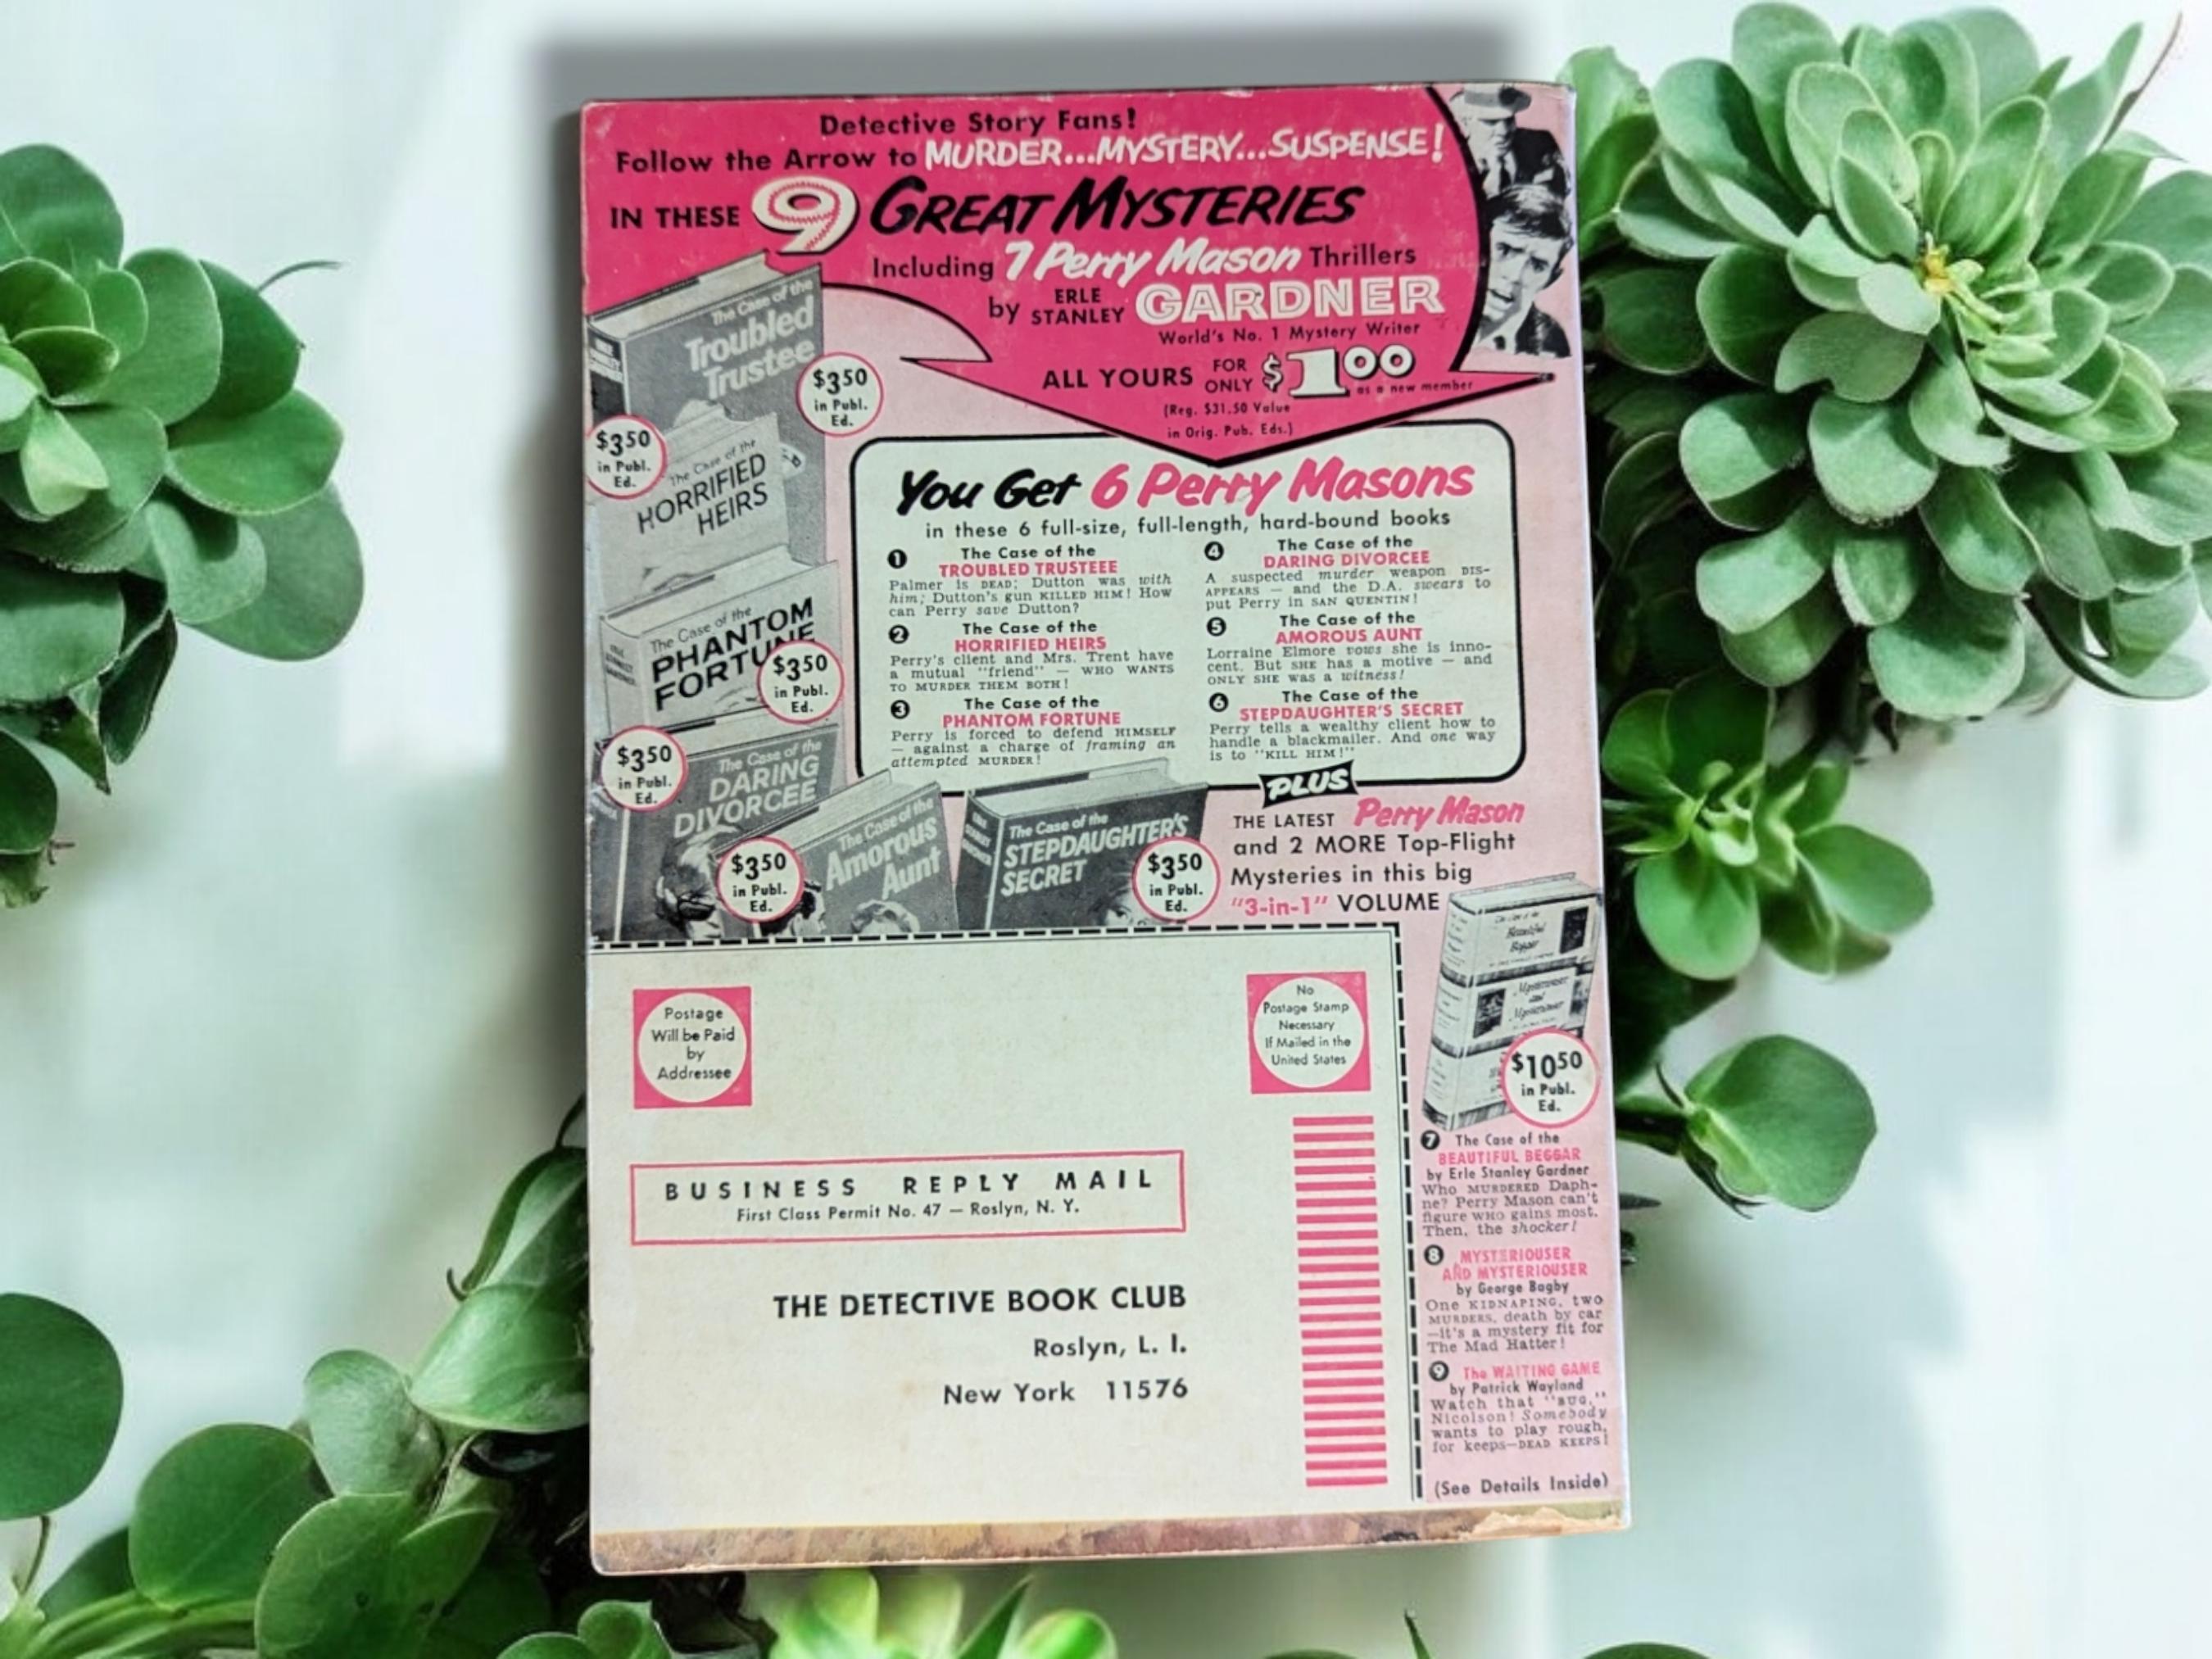 Detective Story Fans!
Follow the Arrow to MURDER...MYSTERY...SUSPENSE!
IN THESE 9 GREAT MYSTERIES
Including 7 Perry Mason Thrillers
by ERLE STANLEY GARDNER
World's No. 1 Mystery Writer
ALL YOURS FOR ONLY $1.00 as a new member
(Reg. $31.50 Value
in Orig. Pub. Eds.)
The Case of the
Troubled
Trustee
$3.50
in Publ.
Ed.
$3.50
in Publ.
Ed.
The Case of the
HORRIFIED
HEIRS
The Case of the
PHANTOM
FORTUNE
$3.50
in Publ.
Ed.
$3.50
in Publ.
Ed.
The Case of the
DARING
DIVORCEE
$3.50
in Publ.
Ed.
The Case of the
Amorous
Aunt
The Case of the
STEPDAUGHTER'S
SECRET
$3.50
in Publ.
Ed.
You Get 6 Perry Masons
in these 6 full-size, full-length, hard-bound books
1 The Case of the
TROUBLED TRUSTEEE
Palmer is DEAD; Dutton was with
him; Dutton's gun KILLED HIM! How
can Perry save Dutton?
2 The Case of the
HORRIFIED HEIRS
Perry's client and Mrs. Trent have
a mutual "friend" — WHO WANTS
TO MURDER THEM BOTH!
3 The Case of the
PHANTOM FORTUNE
Perry is forced to defend HIMSELF
— against a charge of framing an
attempted MURDER!
4 The Case of the
DARING DIVORCEE
A suspected murder weapon DIS-
APPEARS — and the D.A. swears to
put Perry in SAN QUENTIN!
5 The Case of the
AMOROUS AUNT
Lorraine Elmore vows she is inno-
cent. But SHE has a motive — and
ONLY SHE WAS a witness!
6 The Case of the
STEPDAUGHTER'S SECRET
Perry tells a wealthy client how to
handle a blackmailer. And one way
is to "KILL HIM!"
PLUS
THE LATEST Perry Mason
and 2 MORE Top-Flight
Mysteries in this big
"3-in-1" VOLUME
Beautiful
Beggar
Mysteriouser
and
Mysteriouser
$10.50
in Publ.
Ed.
7 The Case of the
BEAUTIFUL BEGGAR
by Erle Stanley Gardner
Who MURDERED Daph-
ne? Perry Mason can't
figure WHO gains most.
Then, the shocker!
8 MYSTERIOUSER
AND MYSTERIOUSER
by George Bagby
One KIDNAPING, two
MURDERS, death by car
—it's a mystery fit for
The Mad Hatter!
9 The WAITING GAME
by Patrick Wayland
Watch that "BUG,"
Nicolson! Somebody
wants to play rough,
for keeps—DEAD KEEPS!
(See Details Inside)
Postage
Will be Paid
by
Addressee
No
Postage Stamp
Necessary
If Mailed in the
United States
BUSINESS REPLY MAIL
First Class Permit No. 47 — Roslyn, N. Y.
THE DETECTIVE BOOK CLUB
Roslyn, L. I.
New York 11576